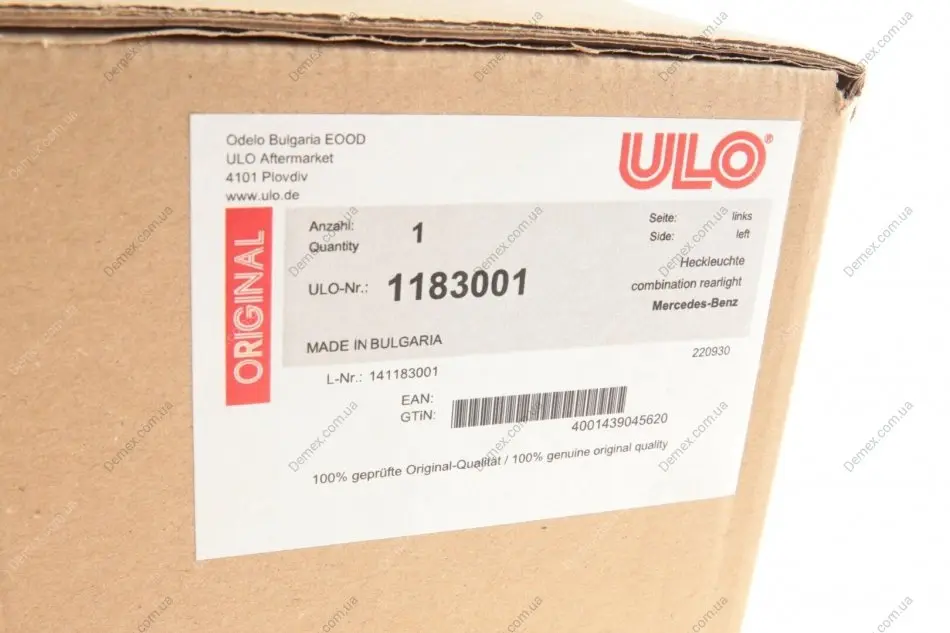 Odelo Bulgaria EOOD
ULO Aftermarket
4101 Plovdiv
www.ulo.de
ULO®
ORIGINAL
Anzahl: 1
Quantity
Seite: links
Side: left
ULO-Nr.: 1183001
Heckleuchte
combination rearlight
Mercedes-Benz
MADE IN BULGARIA
220930
L-Nr.: 141183001
EAN:
GTiN:
4001439045620
100% geprüfte Original-Qualität / 100% genuine original quality
Demex.com.ua